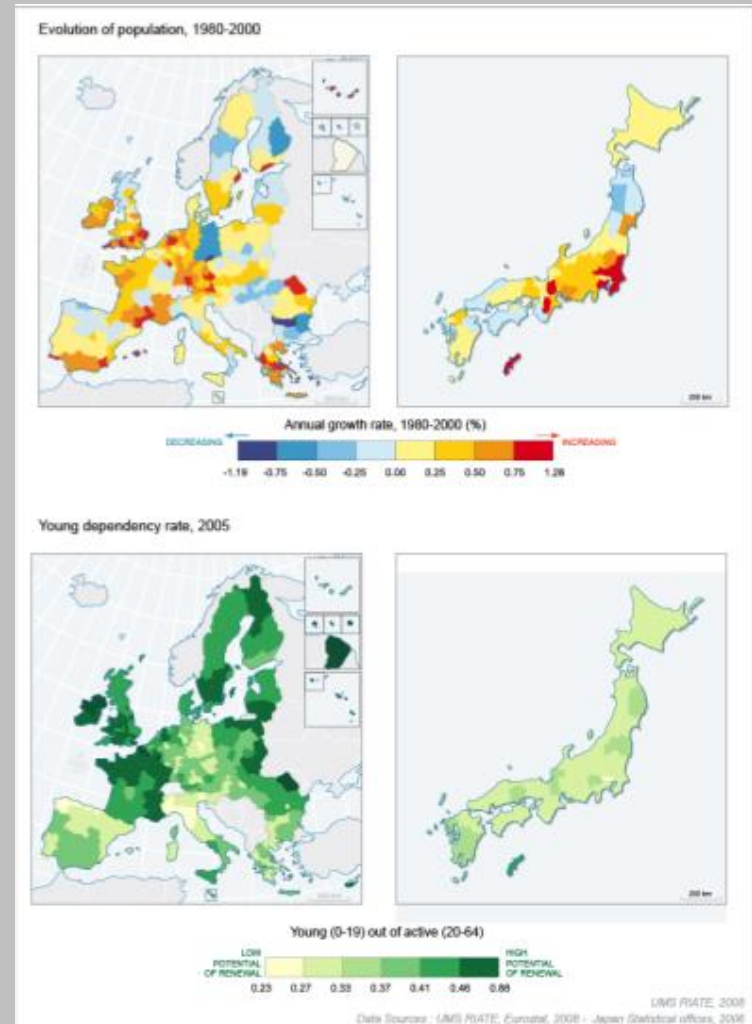 Evolution of population, 1980-2000
200 km
Annual growth rate, 1980-2000 (%)
DECREASING
INCREASING
-1.19 -0.75 -0.50 -0.25 0.00 0.25 0.50 0.75 1.28
Young dependency rate, 2005
200 km
Young (0-19) out of active (20-64)
LOW
POTENTIAL
OF RENEWAL
HIGH
POTENTIAL
OF RENEWAL
0.23 0.27 0.33 0.37 0.41 0.46 0.88
UMS RIATE, 2008
Data Sources : UMS RIATE, Eurostat, 2008 - Japan Statistical offices, 2006